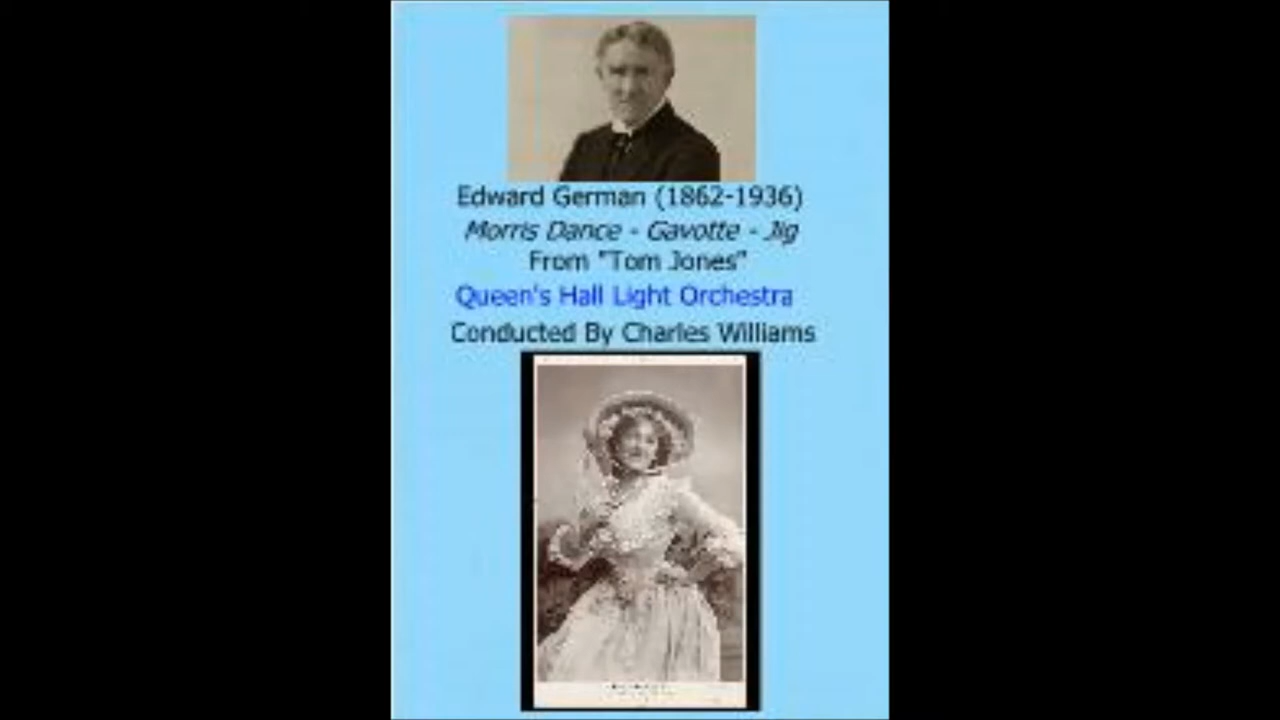 Edward German (1862-1936)
Morris Dance - Gavotte - Jig
From "Tom Jones"
Queen's Hall Light Orchestra
Conducted By Charles Williams